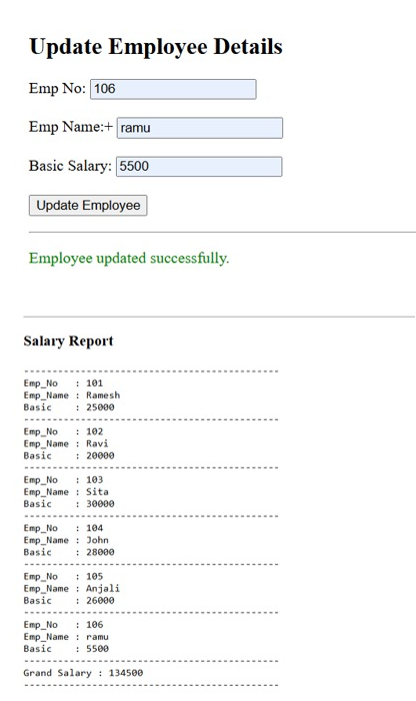 Update Employee Details
Emp No: 106
Emp Name:+ ramu
Basic Salary: 5500
Update Employee
Employee updated successfully.
Salary Report
--------------------------------------------
Emp_No : 101
Emp_Name : Ramesh
Basic : 25000
--------------------------------------------
Emp_No : 102
Emp_Name : Ravi
Basic : 20000
--------------------------------------------
Emp_No : 103
Emp_Name : Sita
Basic : 30000
--------------------------------------------
Emp_No : 104
Emp_Name : John
Basic : 28000
--------------------------------------------
Emp_No : 105
Emp_Name : Anjali
Basic : 26000
--------------------------------------------
Emp_No : 106
Emp_Name : ramu
Basic : 5500
--------------------------------------------
Grand Salary : 134500
--------------------------------------------